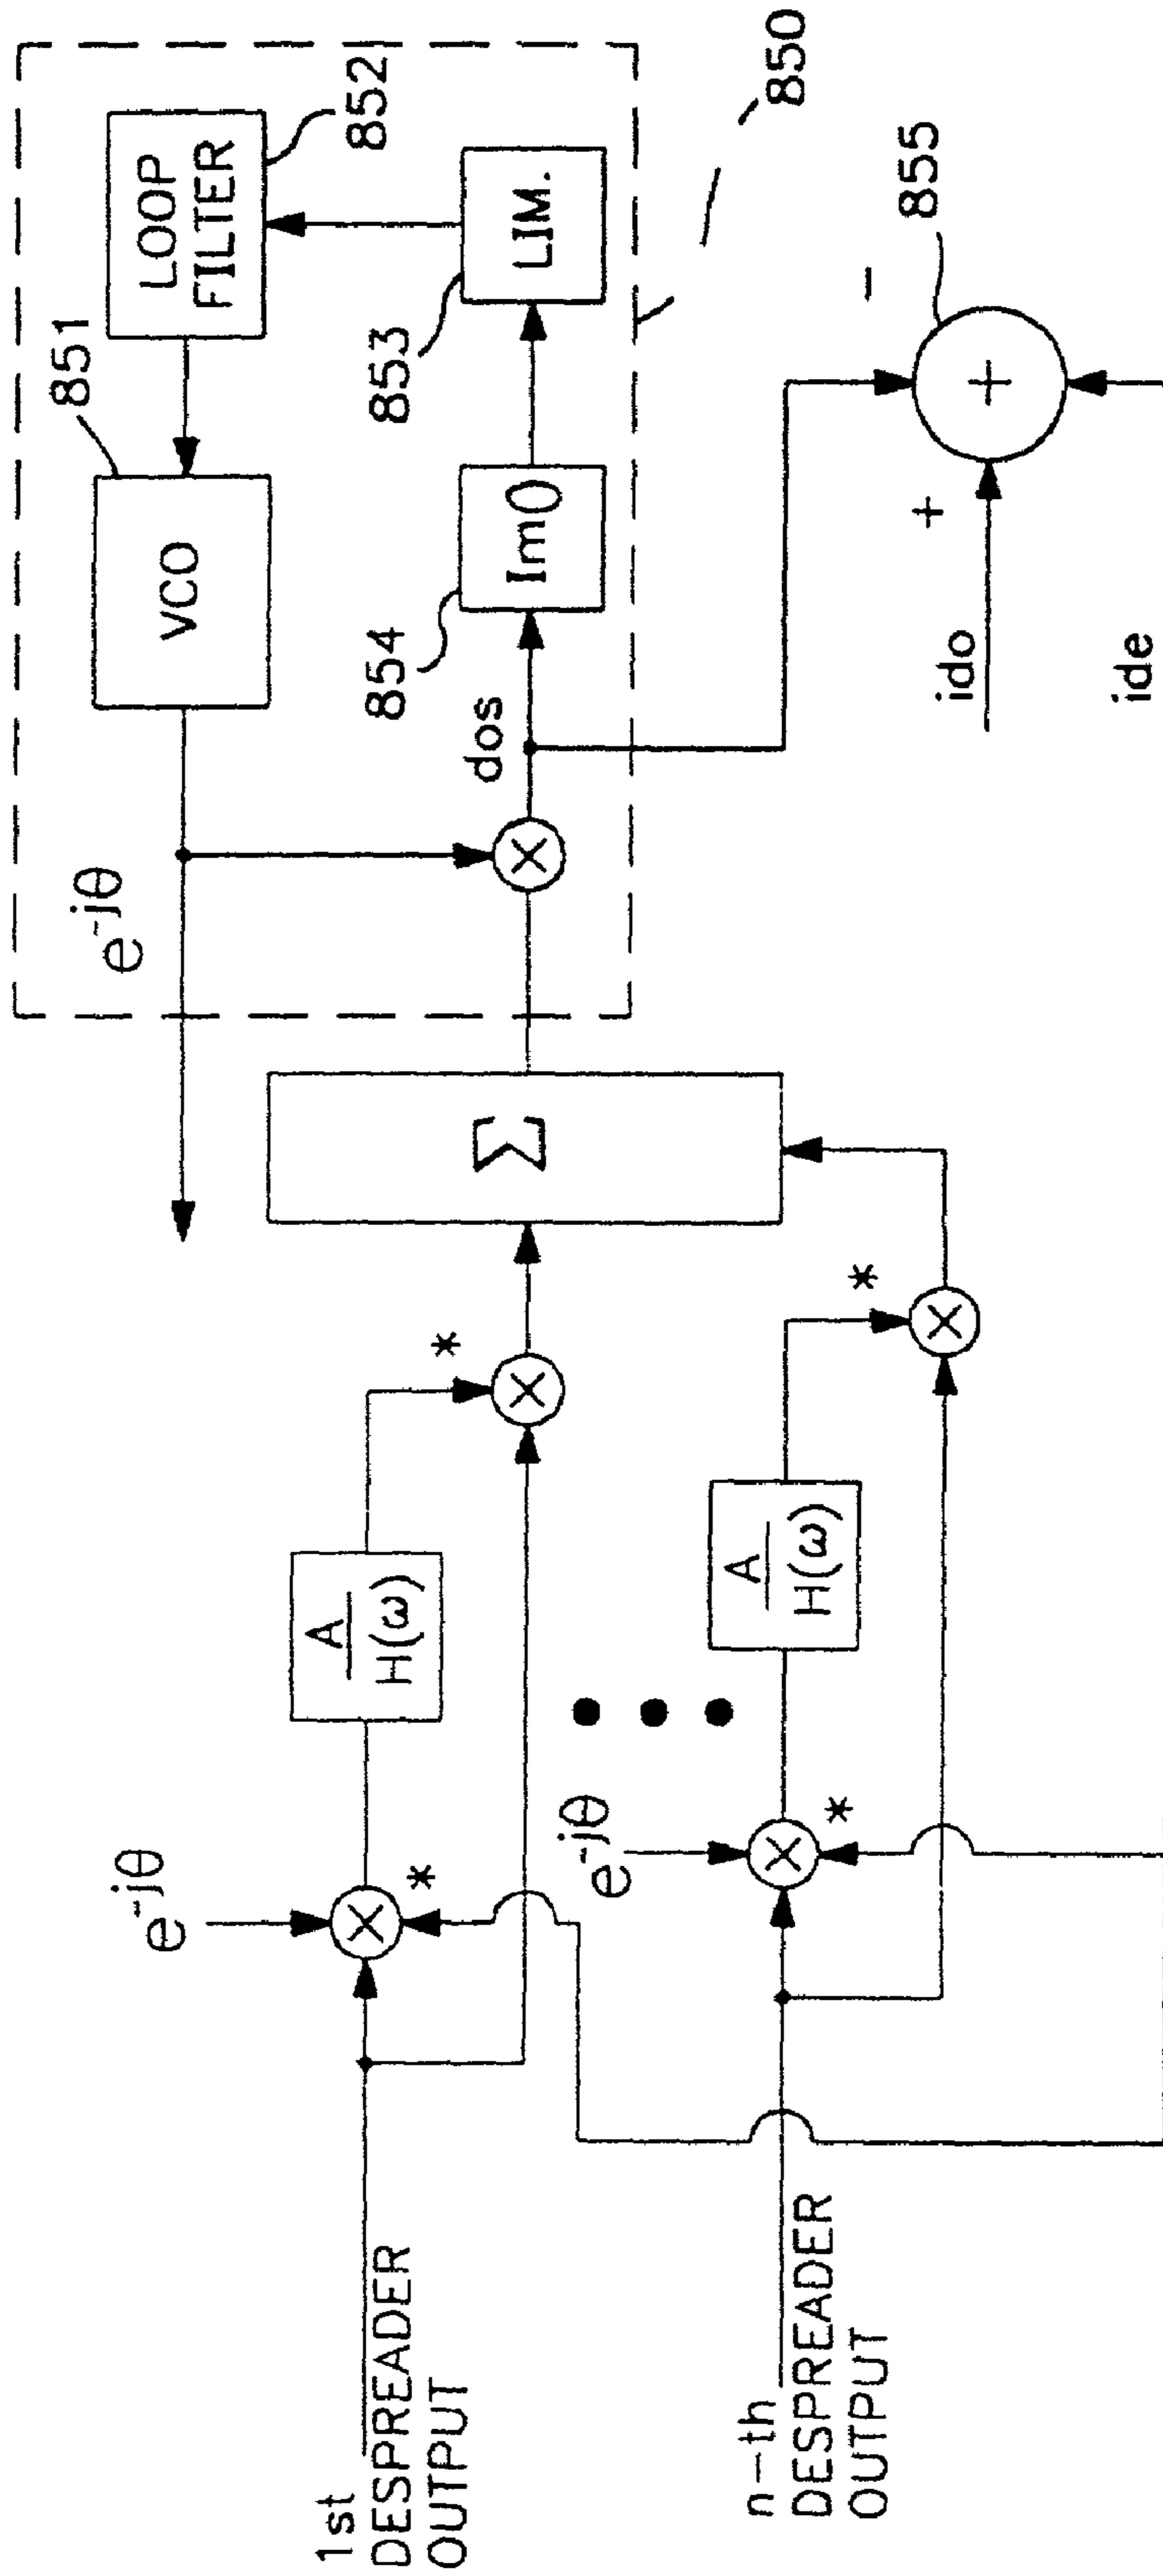 1st
DESPREADER
OUTPUT
n-th
DESPREADER
OUTPUT
e^-jθ
*
A
H(ω)
*
e^-jθ
*
A
H(ω)
*
Σ
e^-jθ
VCO
851
LOOP
FILTER
852
dos
854
Im()
853
LIM.
850
ido
+
+
-
855
ide